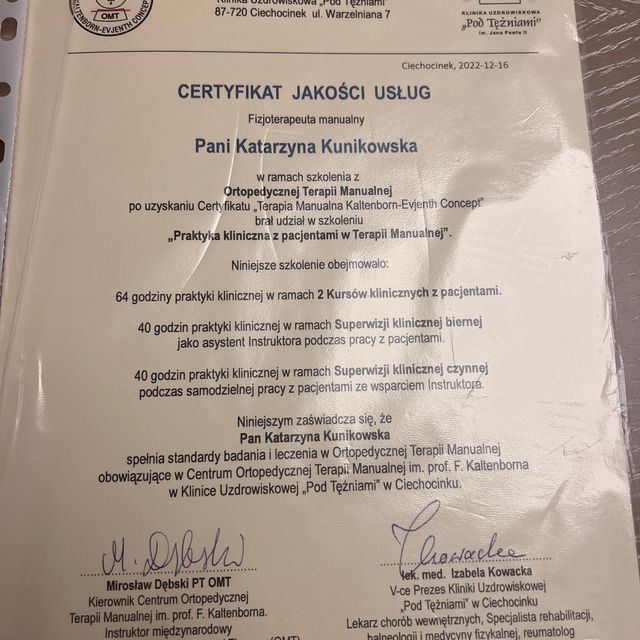 KALTENBORN-EVJENTH CONCEPT
OMT
Klinika Uzdrowiskowa „Pod Tężniami"
87-720 Ciechocinek ul. Warzelniana 7
KLINIKA UZDROWISKOWA
„Pod Tężniami"
im. Jana Pawła II
Ciechocinek, 2022-12-16
CERTYFIKAT JAKOŚCI USŁUG
Fizjoterapeuta manualny
Pani Katarzyna Kunikowska
w ramach szkolenia z
Ortopedycznej Terapii Manualnej
po uzyskaniu Certyfikatu „Terapia Manualna Kaltenborn-Evjenth Concept"
brał udział w szkoleniu
„Praktyka kliniczna z pacjentami w Terapii Manualnej".
Niniejsze szkolenie obejmowało:
64 godziny praktyki klinicznej w ramach 2 Kursów klinicznych z pacjentami.
40 godzin praktyki klinicznej w ramach Superwizji klinicznej biernej
jako asystent Instruktora podczas pracy z pacjentami.
40 godzin praktyki klinicznej w ramach Superwizji klinicznej czynnej
podczas samodzielnej pracy z pacjentami ze wsparciem Instruktora.
Niniejszym zaświadcza się, że
Pan Katarzyna Kunikowska
spełnia standardy badania i leczenia w Ortopedycznej Terapii Manualnej
obowiązujące w Centrum Ortopedycznej Terapii Manualnej im. prof. F. Kaltenborna
w Klinice Uzdrowiskowej „Pod Tężniami" w Ciechocinku.
M. Dębski
Mirosław Dębski PT OMT
Kierownik Centrum Ortopedycznej
Terapii Manualnej im. prof. F. Kaltenborna.
Instruktor międzynarodowy
(OMT)
lek. med. Izabela Kowacka
V-ce Prezes Kliniki Uzdrowiskowej
„Pod Tężniami" w Ciechocinku
Lekarz chorób wewnętrznych, Specjalista rehabilitacji,
balneologii i medycyny fizykalnej, reumatolog